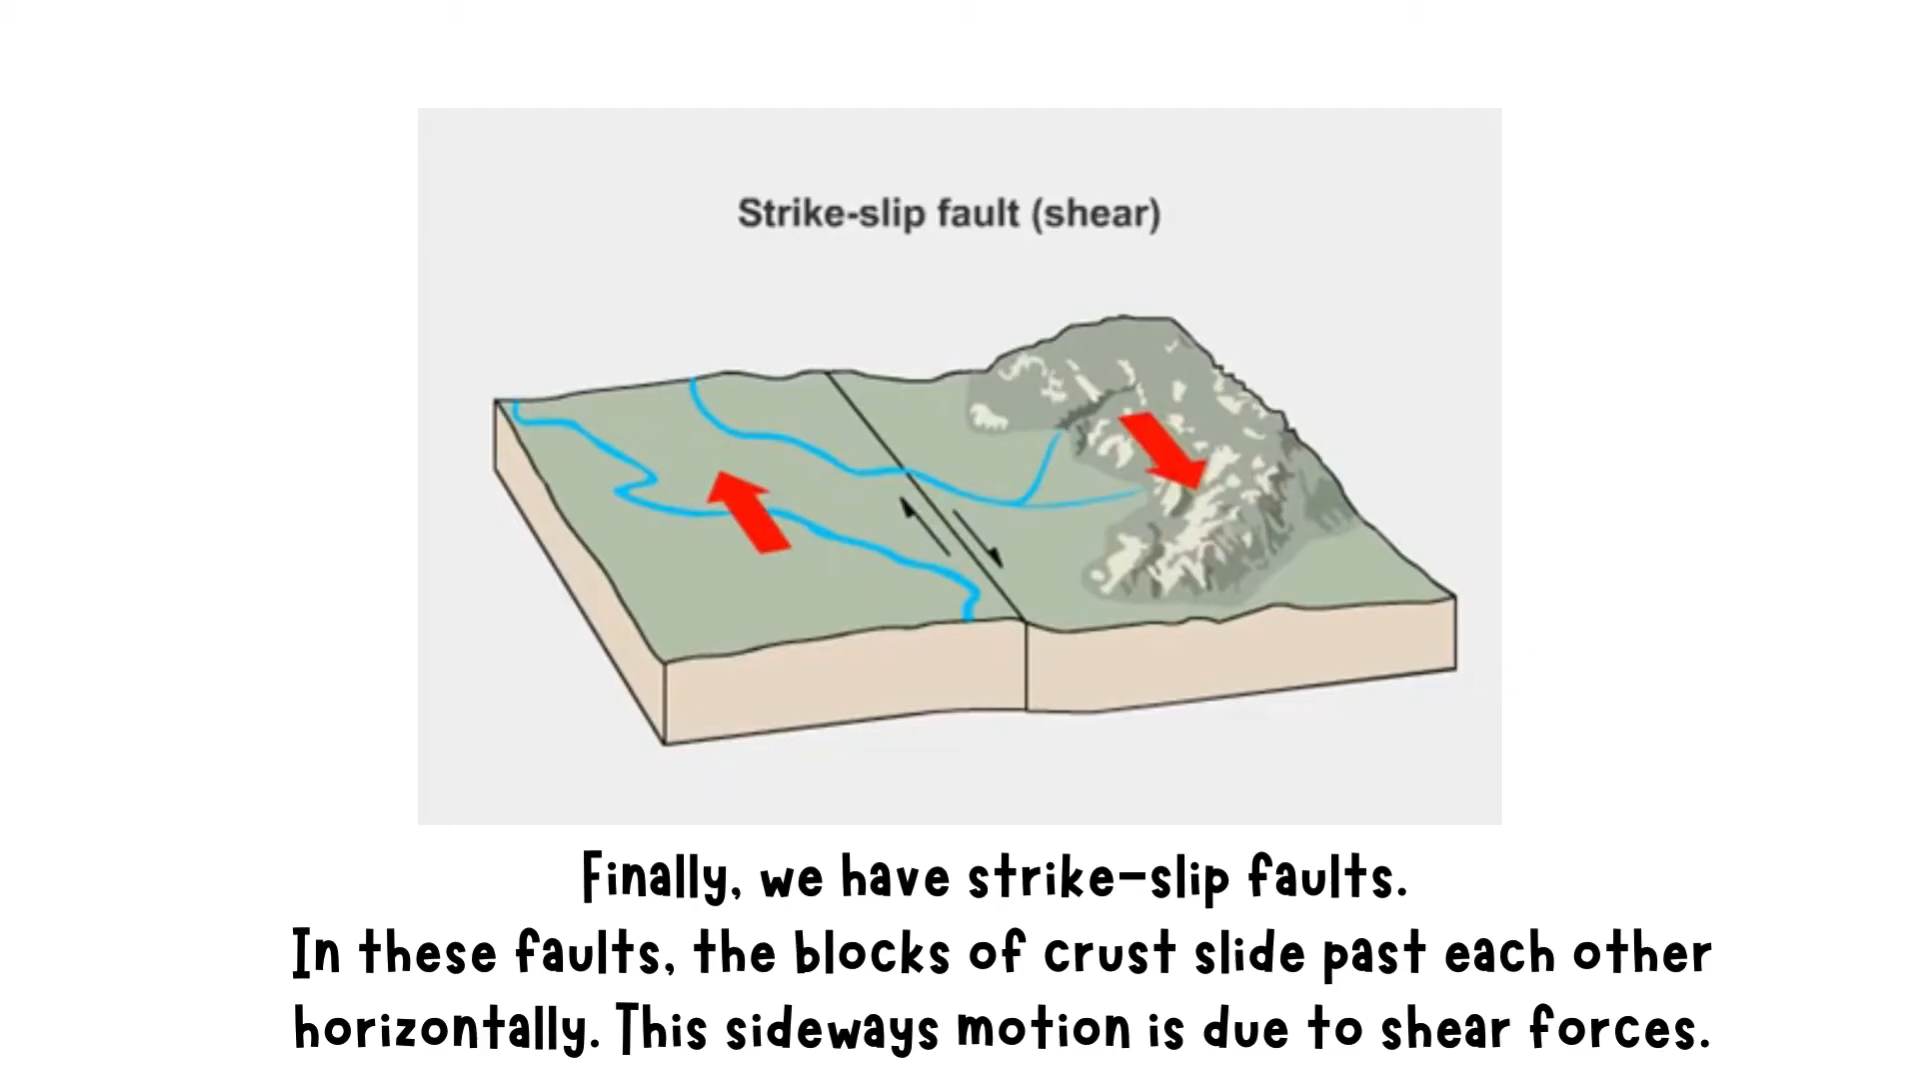 Strike-slip fault (shear)
Finally, we have strike-slip faults.
In these faults, the blocks of crust slide past each other
horizontally. This sideways motion is due to shear forces.